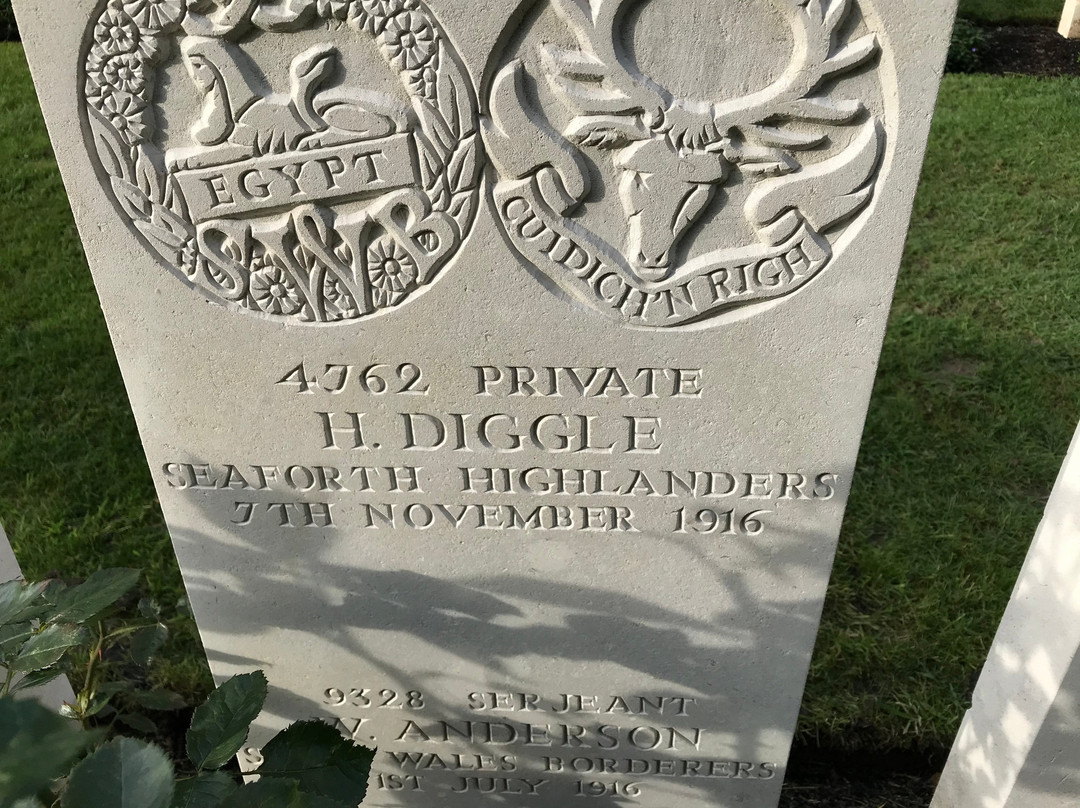 EGYPT
SWB
CUIDICH'N RIGH
4762 PRIVATE
H. DIGGLE
SEAFORTH HIGHLANDERS
7TH NOVEMBER 1916
9328 SERJEANT
W. ANDERSON
WALES BORDERERS
1ST JULY 1916